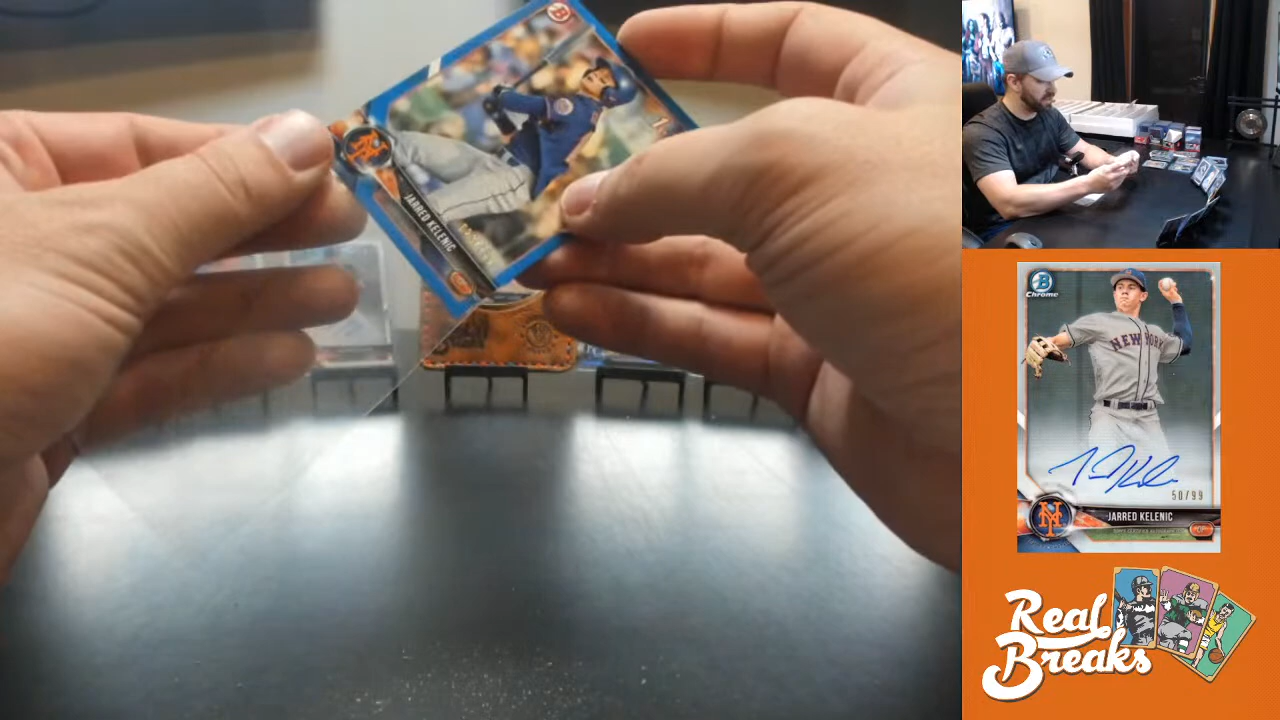 JARRED KELENIC
B
Chrome
NEW YORK
50/99
JARRED KELENIC
Real
Breaks